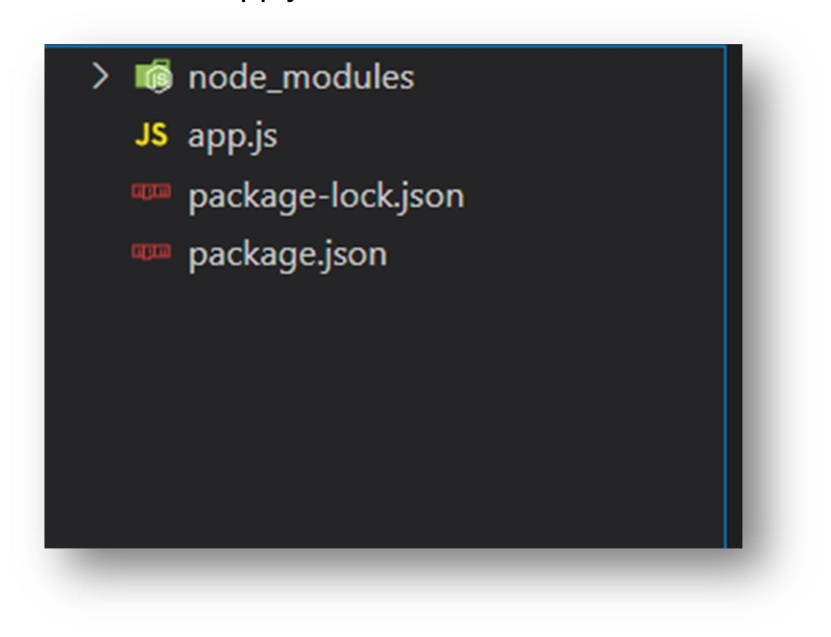 node_modules
JS app.js
package-lock.json
package.json